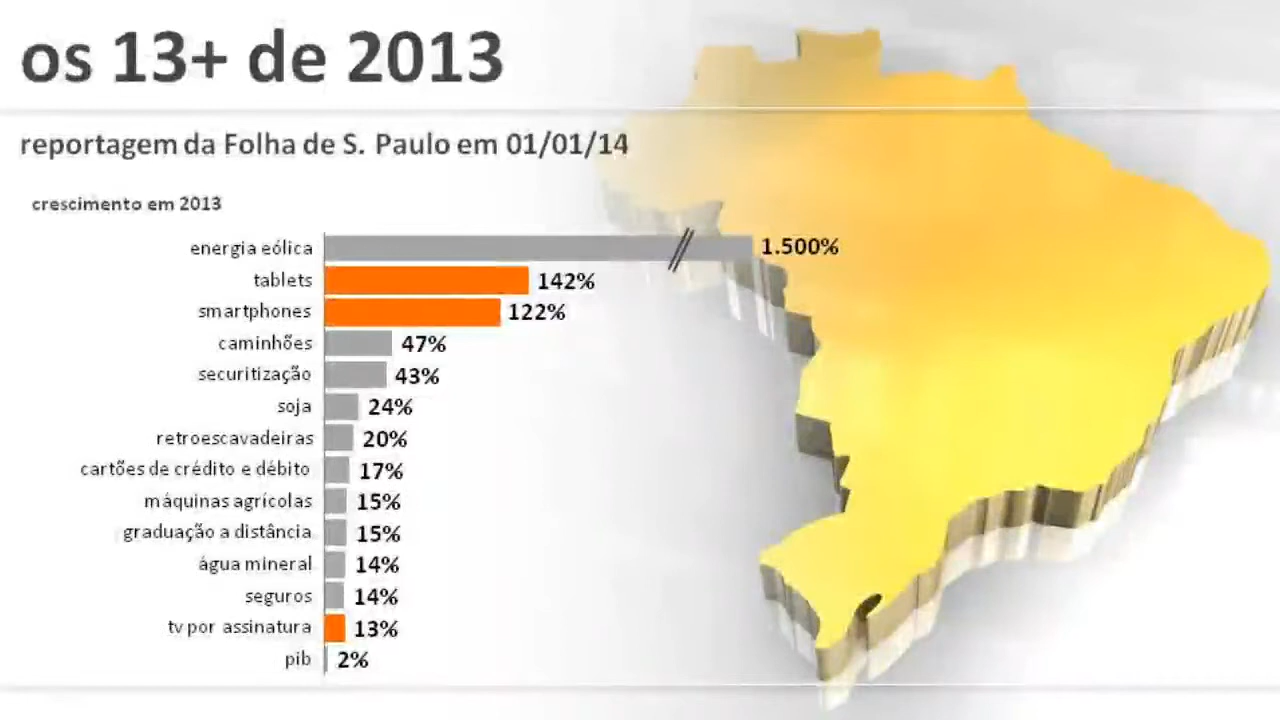 os 13+ de 2013
reportagem da Folha de S. Paulo em 01/01/14
crescimento em 2013
energia eólica 1.500%
tablets 142%
smartphones 122%
caminhões 47%
securitização 43%
soja 24%
retroescavadeiras 20%
cartões de crédito e débito 17%
máquinas agrícolas 15%
graduação a distância 15%
água mineral 14%
seguros 14%
tv por assinatura 13%
pib 2%